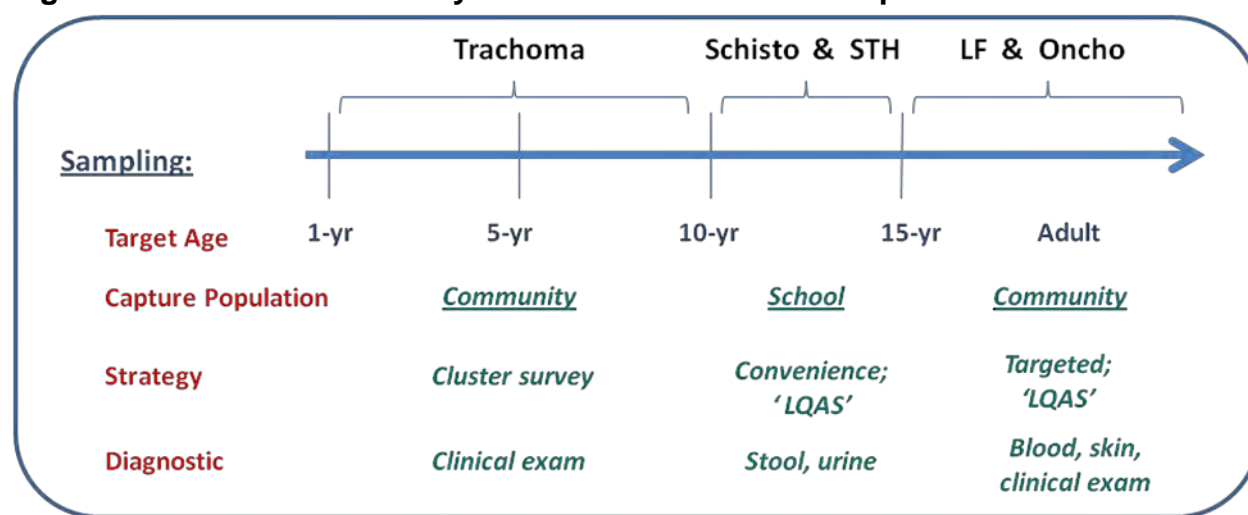 Trachoma Schisto & STH LF & Oncho
Sampling:
Target Age 1-yr 5-yr 10-yr 15-yr Adult
Capture Population Community School Community
Strategy Cluster survey Convenience; 'LQAS' Targeted; 'LQAS'
Diagnostic Clinical exam Stool, urine Blood, skin, clinical exam